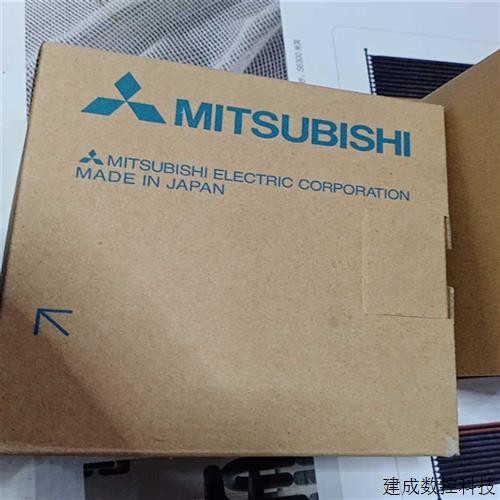 MITSUBISHI
MITSUBISHI ELECTRIC CORPORATION
MADE IN JAPAN
建成数控科技